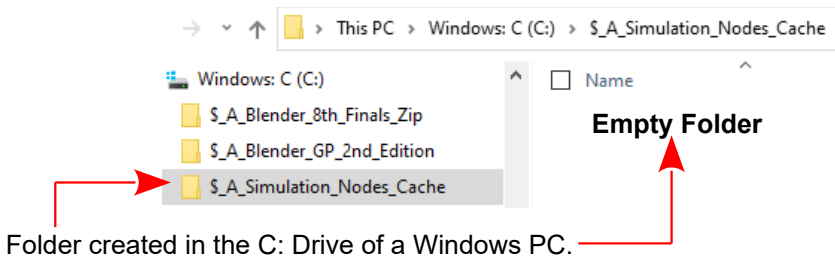 This PC > Windows: C (C:) > $_A_Simulation_Nodes_Cache
Windows: C (C:)
Name
$_A_Blender_8th_Finals_Zip
Empty Folder
$_A_Blender_GP_2nd_Edition
$_A_Simulation_Nodes_Cache
Folder created in the C: Drive of a Windows PC.